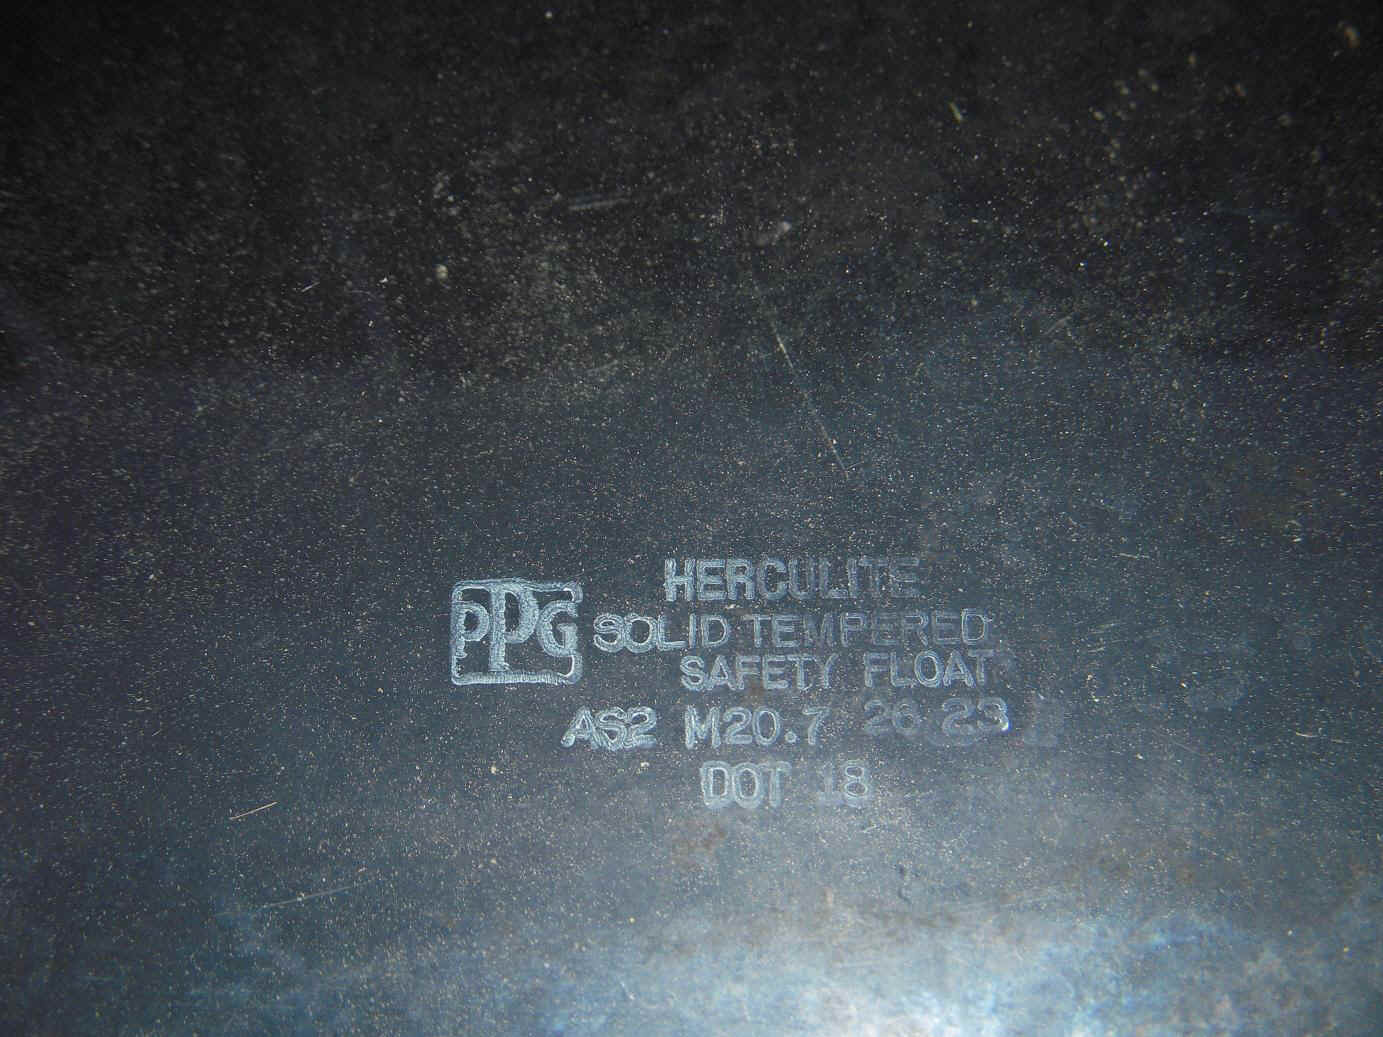 PPG
HERCULITE
SOLID TEMPERED
SAFETY FLOAT
AS2 M20.7 26 23
DOT 18